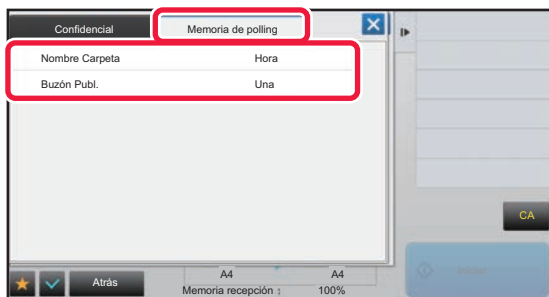 Confidencial Memoria de polling
Nombre Carpeta Hora
Buzón Publ. Una
CA
Atrás
A4 A4
Memoria recepción : 100%